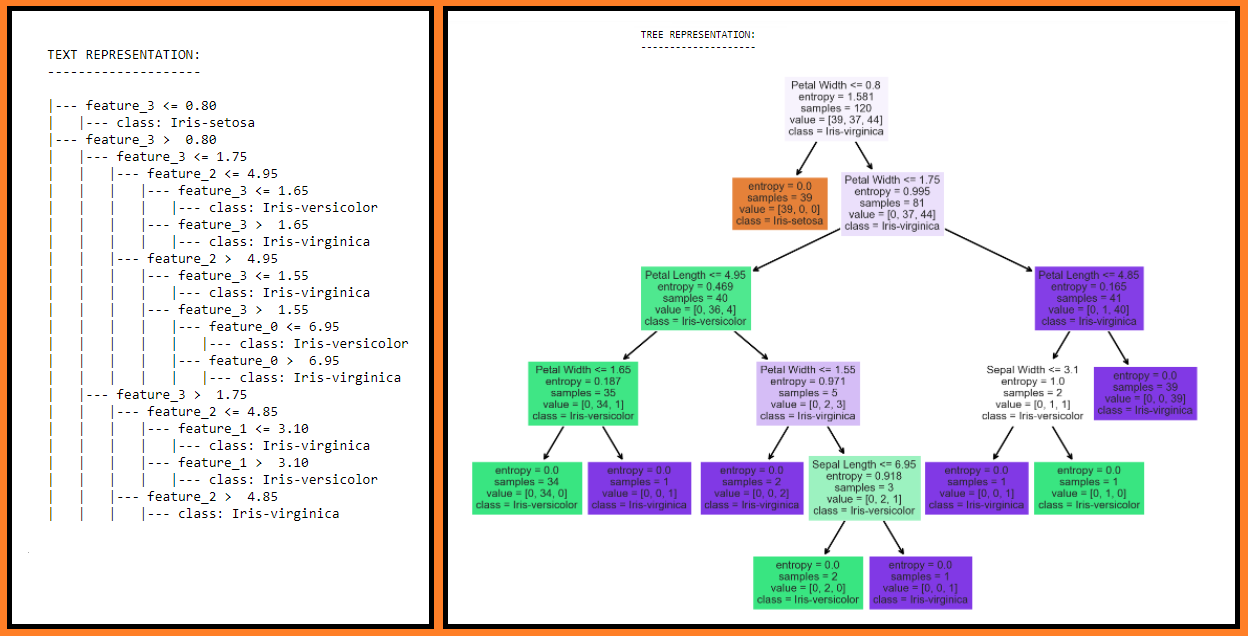 TEXT REPRESENTATION:
--------------------
|--- feature_3 <= 0.80
|   |--- class: Iris-setosa
|--- feature_3 >  0.80
|   |--- feature_3 <= 1.75
|   |   |--- feature_2 <= 4.95
|   |   |   |--- feature_3 <= 1.65
|   |   |   |   |--- class: Iris-versicolor
|   |   |   |--- feature_3 >  1.65
|   |   |   |   |--- class: Iris-virginica
|   |   |--- feature_2 >  4.95
|   |   |   |--- feature_3 <= 1.55
|   |   |   |   |--- class: Iris-virginica
|   |   |   |--- feature_3 >  1.55
|   |   |   |   |--- feature_0 <= 6.95
|   |   |   |   |   |--- class: Iris-versicolor
|   |   |   |   |--- feature_0 >  6.95
|   |   |   |   |   |--- class: Iris-virginica
|   |--- feature_3 >  1.75
|   |   |--- feature_2 <= 4.85
|   |   |   |--- feature_1 <= 3.10
|   |   |   |   |--- class: Iris-virginica
|   |   |   |--- feature_1 >  3.10
|   |   |   |   |--- class: Iris-versicolor
|   |   |--- feature_2 >  4.85
|   |   |   |--- class: Iris-virginica
TREE REPRESENTATION:
--------------------
Petal Width <= 0.8
entropy = 1.581
samples = 120
value = [39, 37, 44]
class = Iris-virginica
entropy = 0.0
samples = 39
value = [39, 0, 0]
class = Iris-setosa
Petal Width <= 1.75
entropy = 0.995
samples = 81
value = [0, 37, 44]
class = Iris-virginica
Petal Length <= 4.95
entropy = 0.469
samples = 40
value = [0, 36, 4]
class = Iris-versicolor
Petal Length <= 4.85
entropy = 0.165
samples = 41
value = [0, 1, 40]
class = Iris-virginica
Petal Width <= 1.65
entropy = 0.187
samples = 35
value = [0, 34, 1]
class = Iris-versicolor
Petal Width <= 1.55
entropy = 0.971
samples = 5
value = [0, 2, 3]
class = Iris-virginica
Sepal Width <= 3.1
entropy = 1.0
samples = 2
value = [0, 1, 1]
class = Iris-versicolor
entropy = 0.0
samples = 39
value = [0, 0, 39]
class = Iris-virginica
entropy = 0.0
samples = 34
value = [0, 34, 0]
class = Iris-versicolor
entropy = 0.0
samples = 1
value = [0, 0, 1]
class = Iris-virginica
entropy = 0.0
samples = 2
value = [0, 0, 2]
class = Iris-virginica
Sepal Length <= 6.95
entropy = 0.918
samples = 3
value = [0, 2, 1]
class = Iris-versicolor
entropy = 0.0
samples = 1
value = [0, 0, 1]
class = Iris-virginica
entropy = 0.0
samples = 1
value = [0, 1, 0]
class = Iris-versicolor
entropy = 0.0
samples = 2
value = [0, 2, 0]
class = Iris-versicolor
entropy = 0.0
samples = 1
value = [0, 0, 1]
class = Iris-virginica